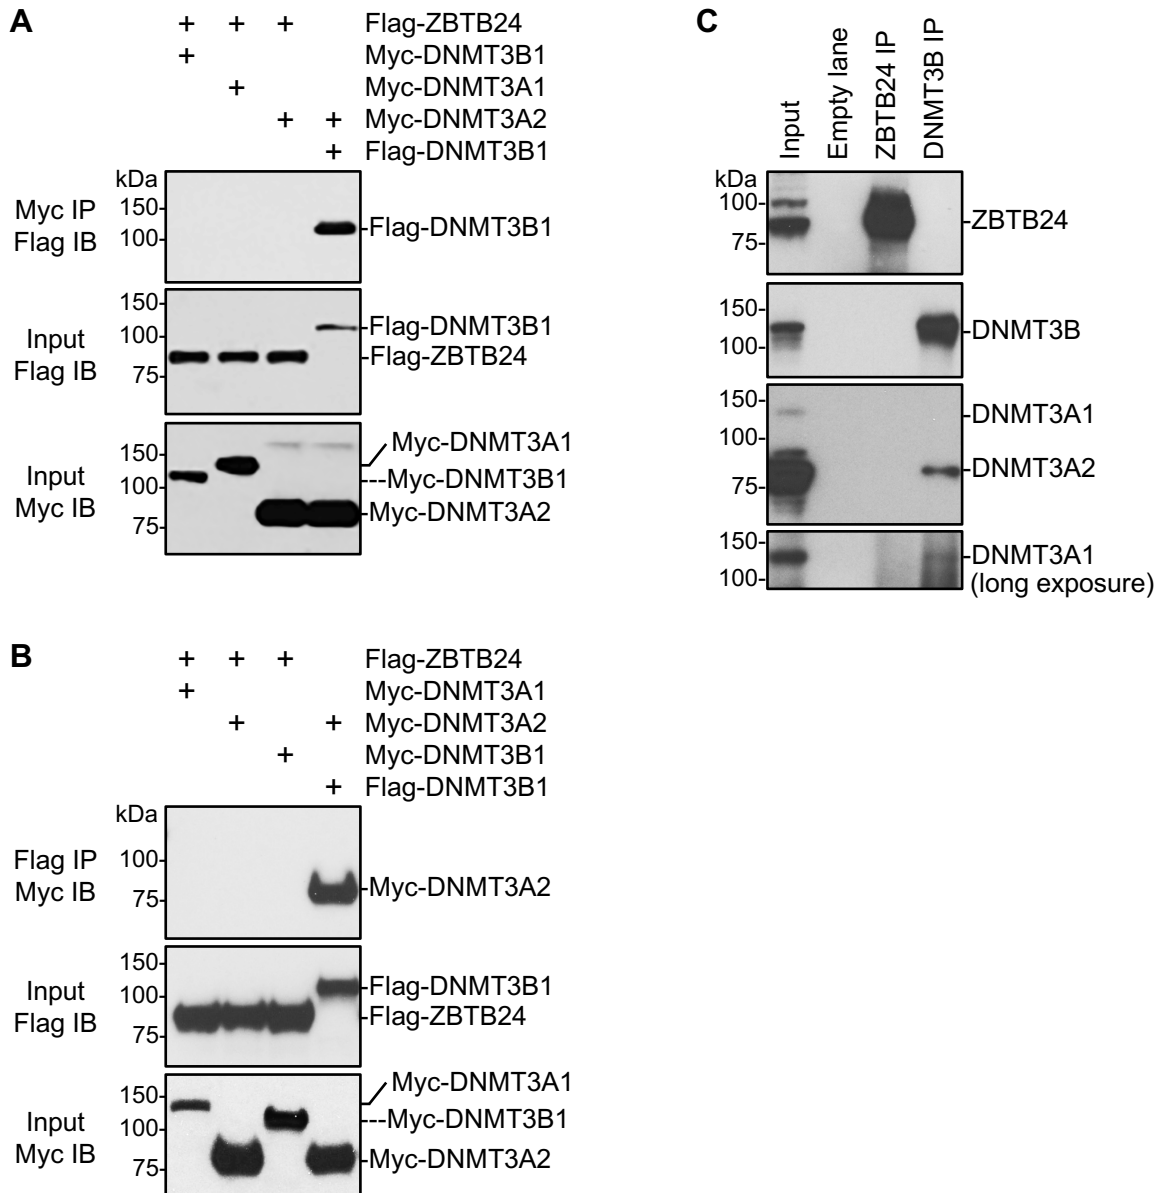 A
+ + + Flag-ZBTB24
+ Myc-DNMT3B1
+ Myc-DNMT3A1
+ + Myc-DNMT3A2
+ Flag-DNMT3B1
kDa
Myc IP
Flag IB
150-
100-
-Flag-DNMT3B1
Input
Flag IB
150-
100-
75-
-Flag-DNMT3B1
-Flag-ZBTB24
Input
Myc IB
150-
100-
75-
Myc-DNMT3A1
---Myc-DNMT3B1
-Myc-DNMT3A2
B
+ + + Flag-ZBTB24
+ Myc-DNMT3A1
+ + Myc-DNMT3A2
+ Myc-DNMT3B1
+ Flag-DNMT3B1
kDa
Flag IP
Myc IB
100-
75-
-Myc-DNMT3A2
Input
Flag IB
150-
100-
75-
-Flag-DNMT3B1
-Flag-ZBTB24
Input
Myc IB
150-
100-
75-
Myc-DNMT3A1
---Myc-DNMT3B1
-Myc-DNMT3A2
C
Input
Empty lane
ZBTB24 IP
DNMT3B IP
kDa
100-
75-
-ZBTB24
150-
100-
-DNMT3B
150-
100-
75-
-DNMT3A1
-DNMT3A2
150-
100-
-DNMT3A1
(long exposure)